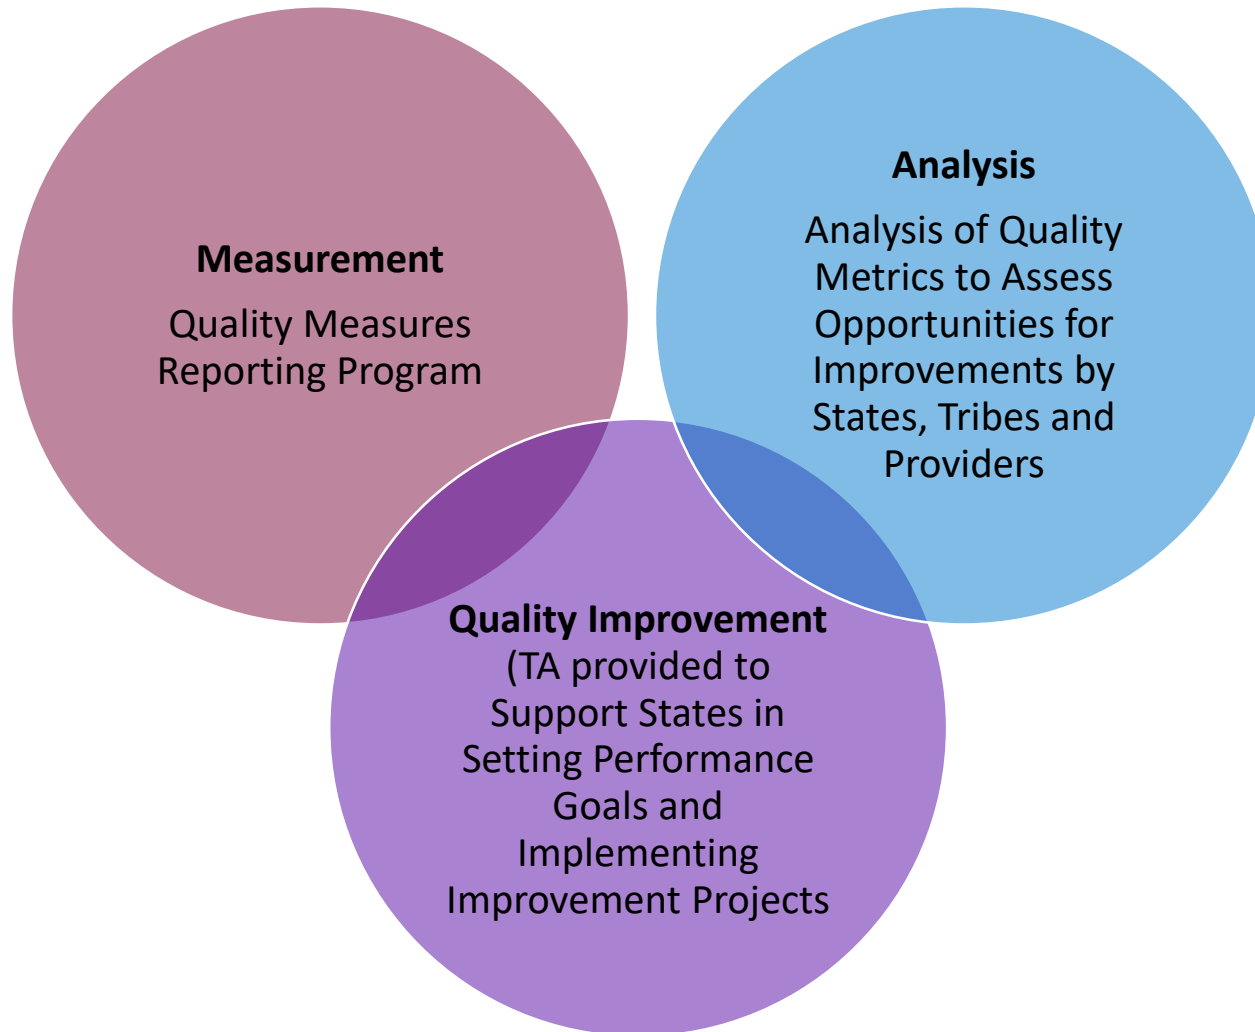 Measurement
Quality Measures
Reporting Program
Analysis
Analysis of Quality
Metrics to Assess
Opportunities for
Improvements by
States, Tribes and
Providers
Quality Improvement
(TA provided to
Support States in
Setting Performance
Goals and
Implementing
Improvement Projects